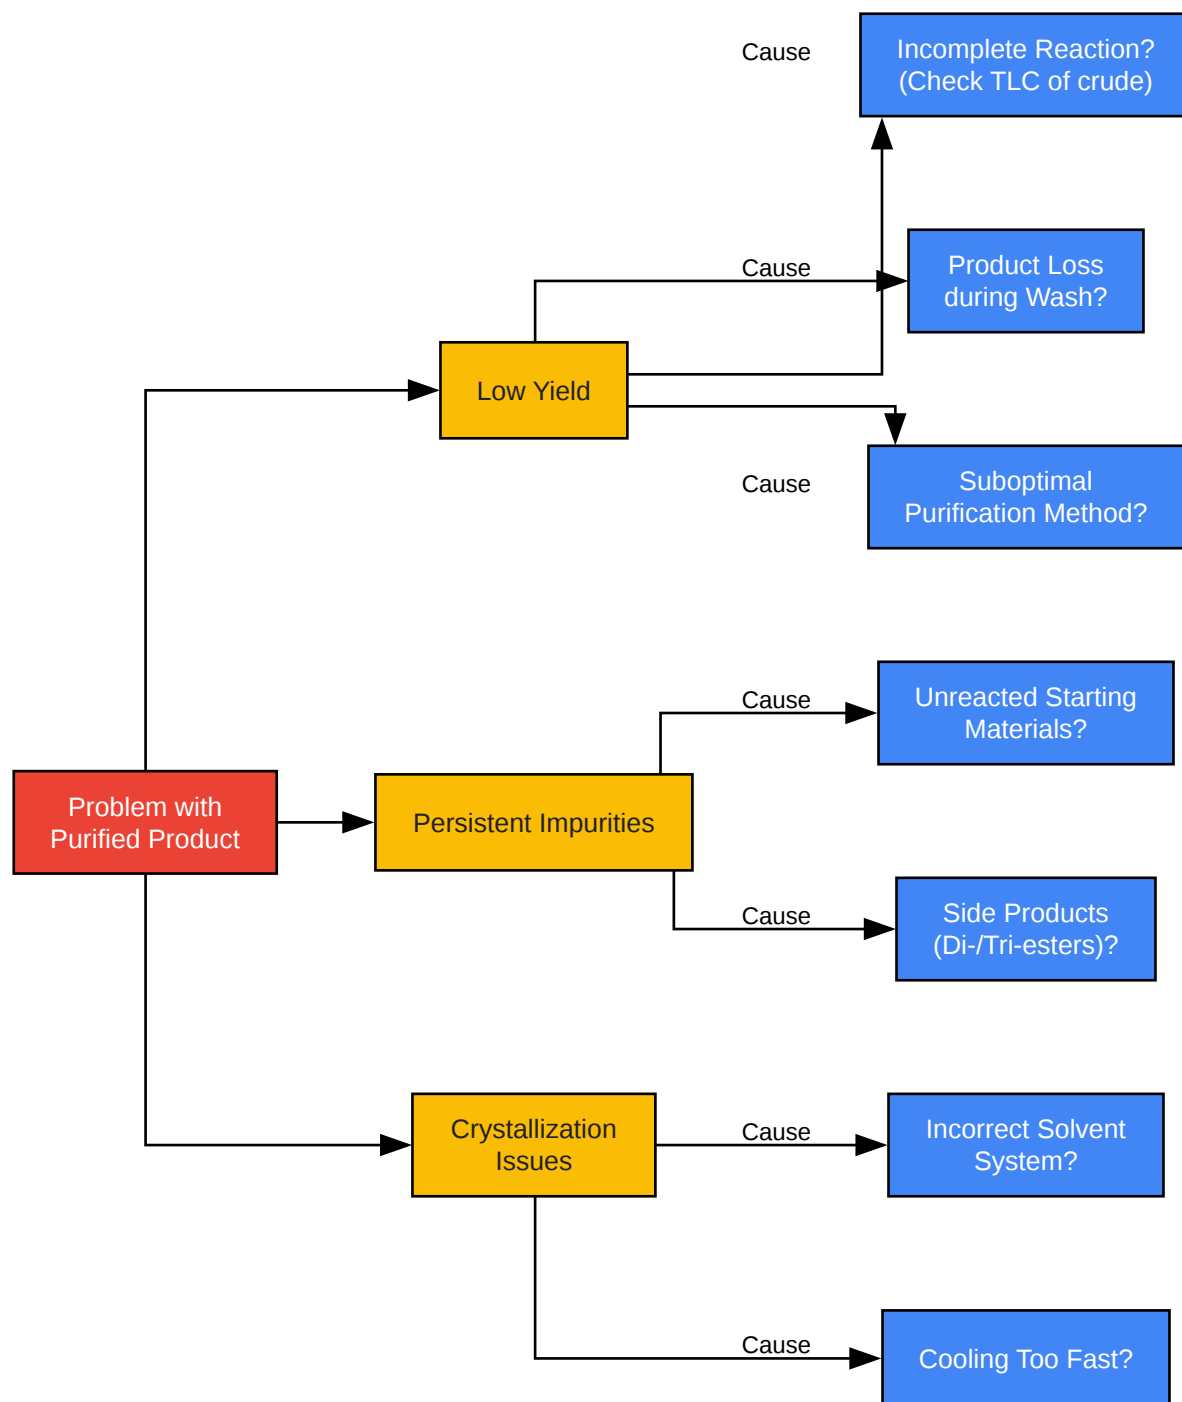 Cause
Incomplete Reaction?
(Check TLC of crude)
Cause
Product Loss
during Wash?
Low Yield
Cause
Suboptimal
Purification Method?
Cause
Unreacted Starting
Materials?
Problem with
Purified Product
Persistent Impurities
Cause
Side Products
(Di-/Tri-esters)?
Crystallization
Issues
Cause
Incorrect Solvent
System?
Cause
Cooling Too Fast?